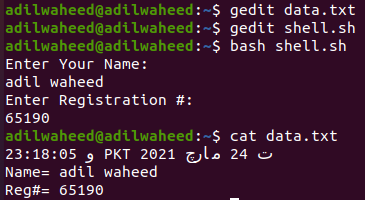 adilwaheed@adilwaheed:~$ gedit data.txt
adilwaheed@adilwaheed:~$ gedit shell.sh
adilwaheed@adilwaheed:~$ bash shell.sh
Enter Your Name:
adil waheed
Enter Registration #:
65190
adilwaheed@adilwaheed:~$ cat data.txt
23:18:05 و PKT 2021 مارچ 24 ت
Name= adil waheed
Reg#= 65190